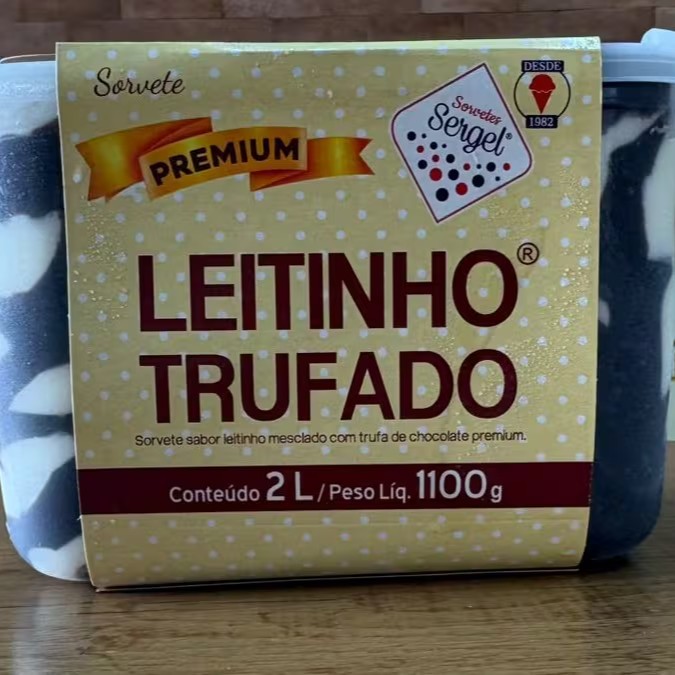 Sorvete
PREMIUM
Sorvetes
Sergel®
DESDE
1982
LEITINHO®
TRUFADO
Sorvete sabor leitinho mesclado com trufa de chocolate premium.
Conteúdo 2 L / Peso Líq. 1100 g